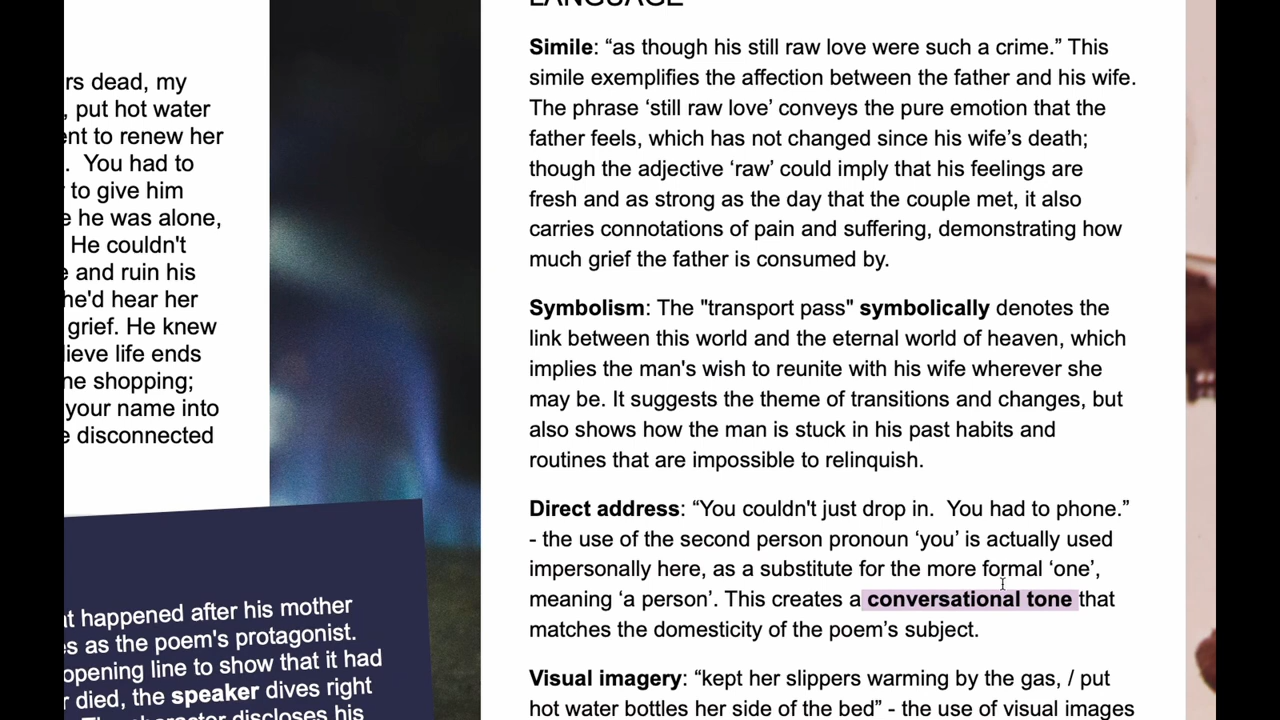 rs dead, my
, put hot water
ent to renew her
. You had to
to give him
e he was alone,
He couldn't
e and ruin his
he'd hear her
grief. He knew
lieve life ends
ne shopping;
your name into
e disconnected
at happened after his mother
es as the poem's protagonist.
opening line to show that it had
r died, the speaker dives right
The character discloses his
LANGUAGE
Simile: “as though his still raw love were such a crime.” This
simile exemplifies the affection between the father and his wife.
The phrase ‘still raw love’ conveys the pure emotion that the
father feels, which has not changed since his wife’s death;
though the adjective ‘raw’ could imply that his feelings are
fresh and as strong as the day that the couple met, it also
carries connotations of pain and suffering, demonstrating how
much grief the father is consumed by.
Symbolism: The "transport pass" symbolically denotes the
link between this world and the eternal world of heaven, which
implies the man's wish to reunite with his wife wherever she
may be. It suggests the theme of transitions and changes, but
also shows how the man is stuck in his past habits and
routines that are impossible to relinquish.
Direct address: “You couldn't just drop in.  You had to phone.”
- the use of the second person pronoun ‘you’ is actually used
impersonally here, as a substitute for the more formal ‘one’,
meaning ‘a person’. This creates a conversational tone that
matches the domesticity of the poem’s subject.
Visual imagery: “kept her slippers warming by the gas, / put
hot water bottles her side of the bed” - the use of visual images